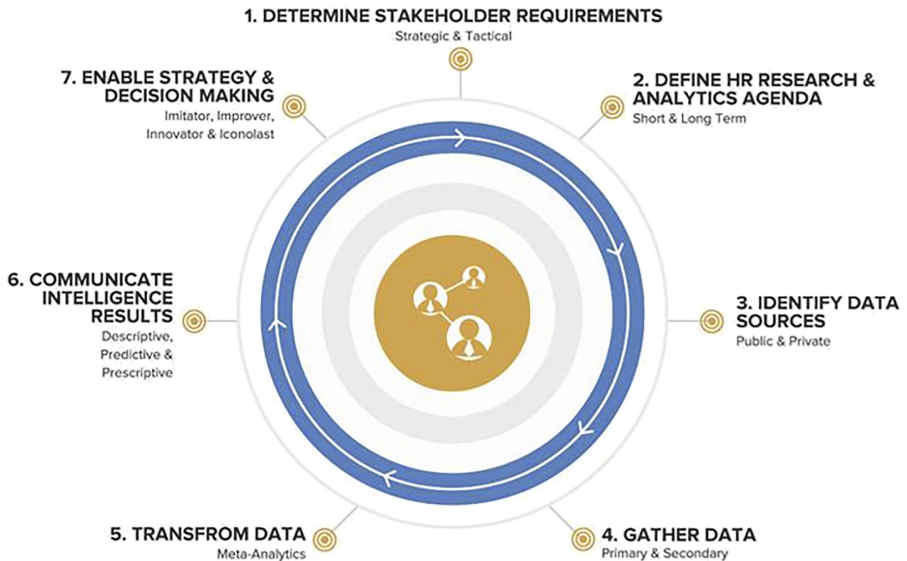 1. DETERMINE STAKEHOLDER REQUIREMENTS
Strategic & Tactical
2. DEFINE HR RESEARCH &
ANALYTICS AGENDA
Short & Long Term
3. IDENTIFY DATA
SOURCES
Public & Private
4. GATHER DATA
Primary & Secondary
5. TRANSFROM DATA
Meta-Analytics
6. COMMUNICATE
INTELLIGENCE
RESULTS
Descriptive,
Predictive &
Prescriptive
7. ENABLE STRATEGY &
DECISION MAKING
Imitator, Improver,
Innovator & Iconolast